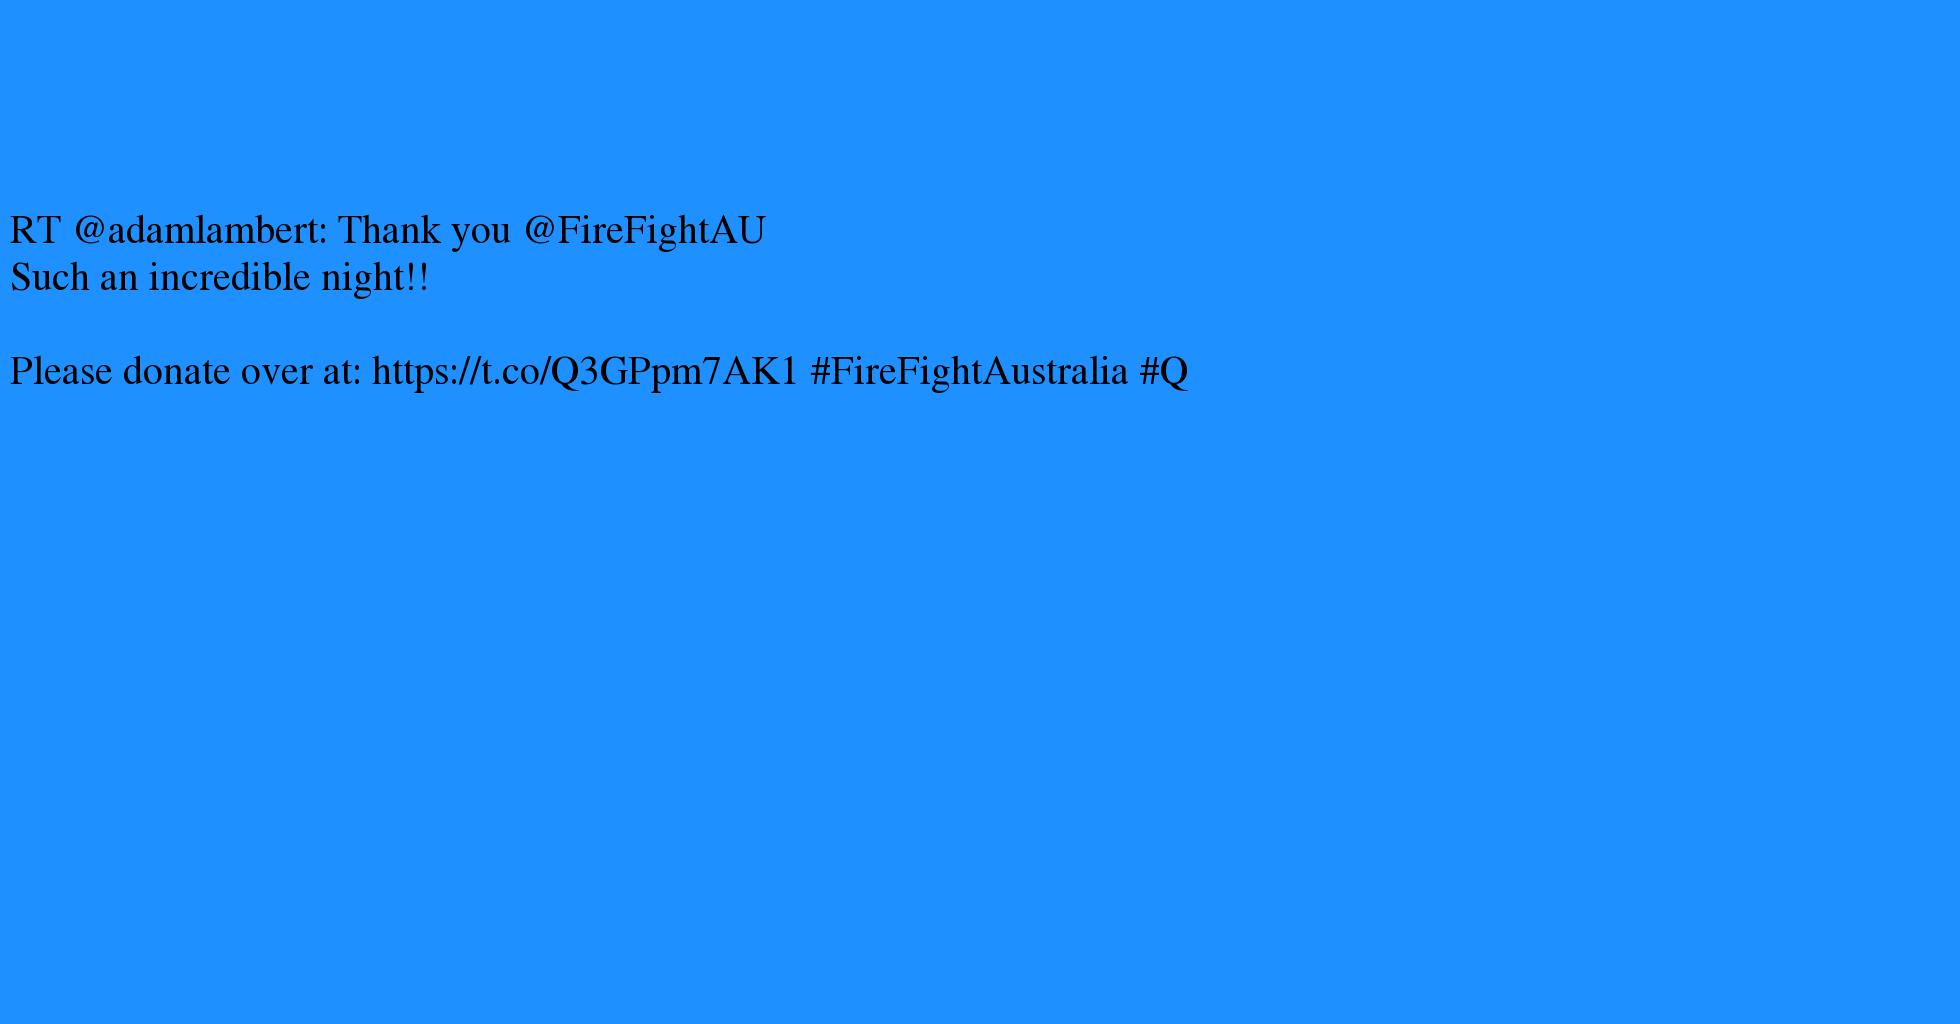 RT @adamlambert: Thank you @FireFightAU
Such an incredible night!!
Please donate over at: https://t.co/Q3GPpm7AK1 #FireFightAustralia #Q